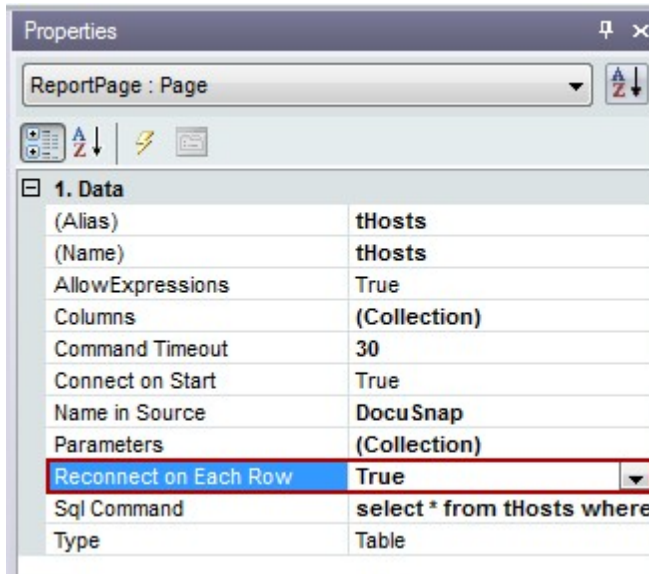 Properties
ReportPage : Page
1. Data
(Alias) tHosts
(Name) tHosts
AllowExpressions True
Columns (Collection)
Command Timeout 30
Connect on Start True
Name in Source DocuSnap
Parameters (Collection)
Reconnect on Each Row True
Sql Command select * from tHosts where
Type Table